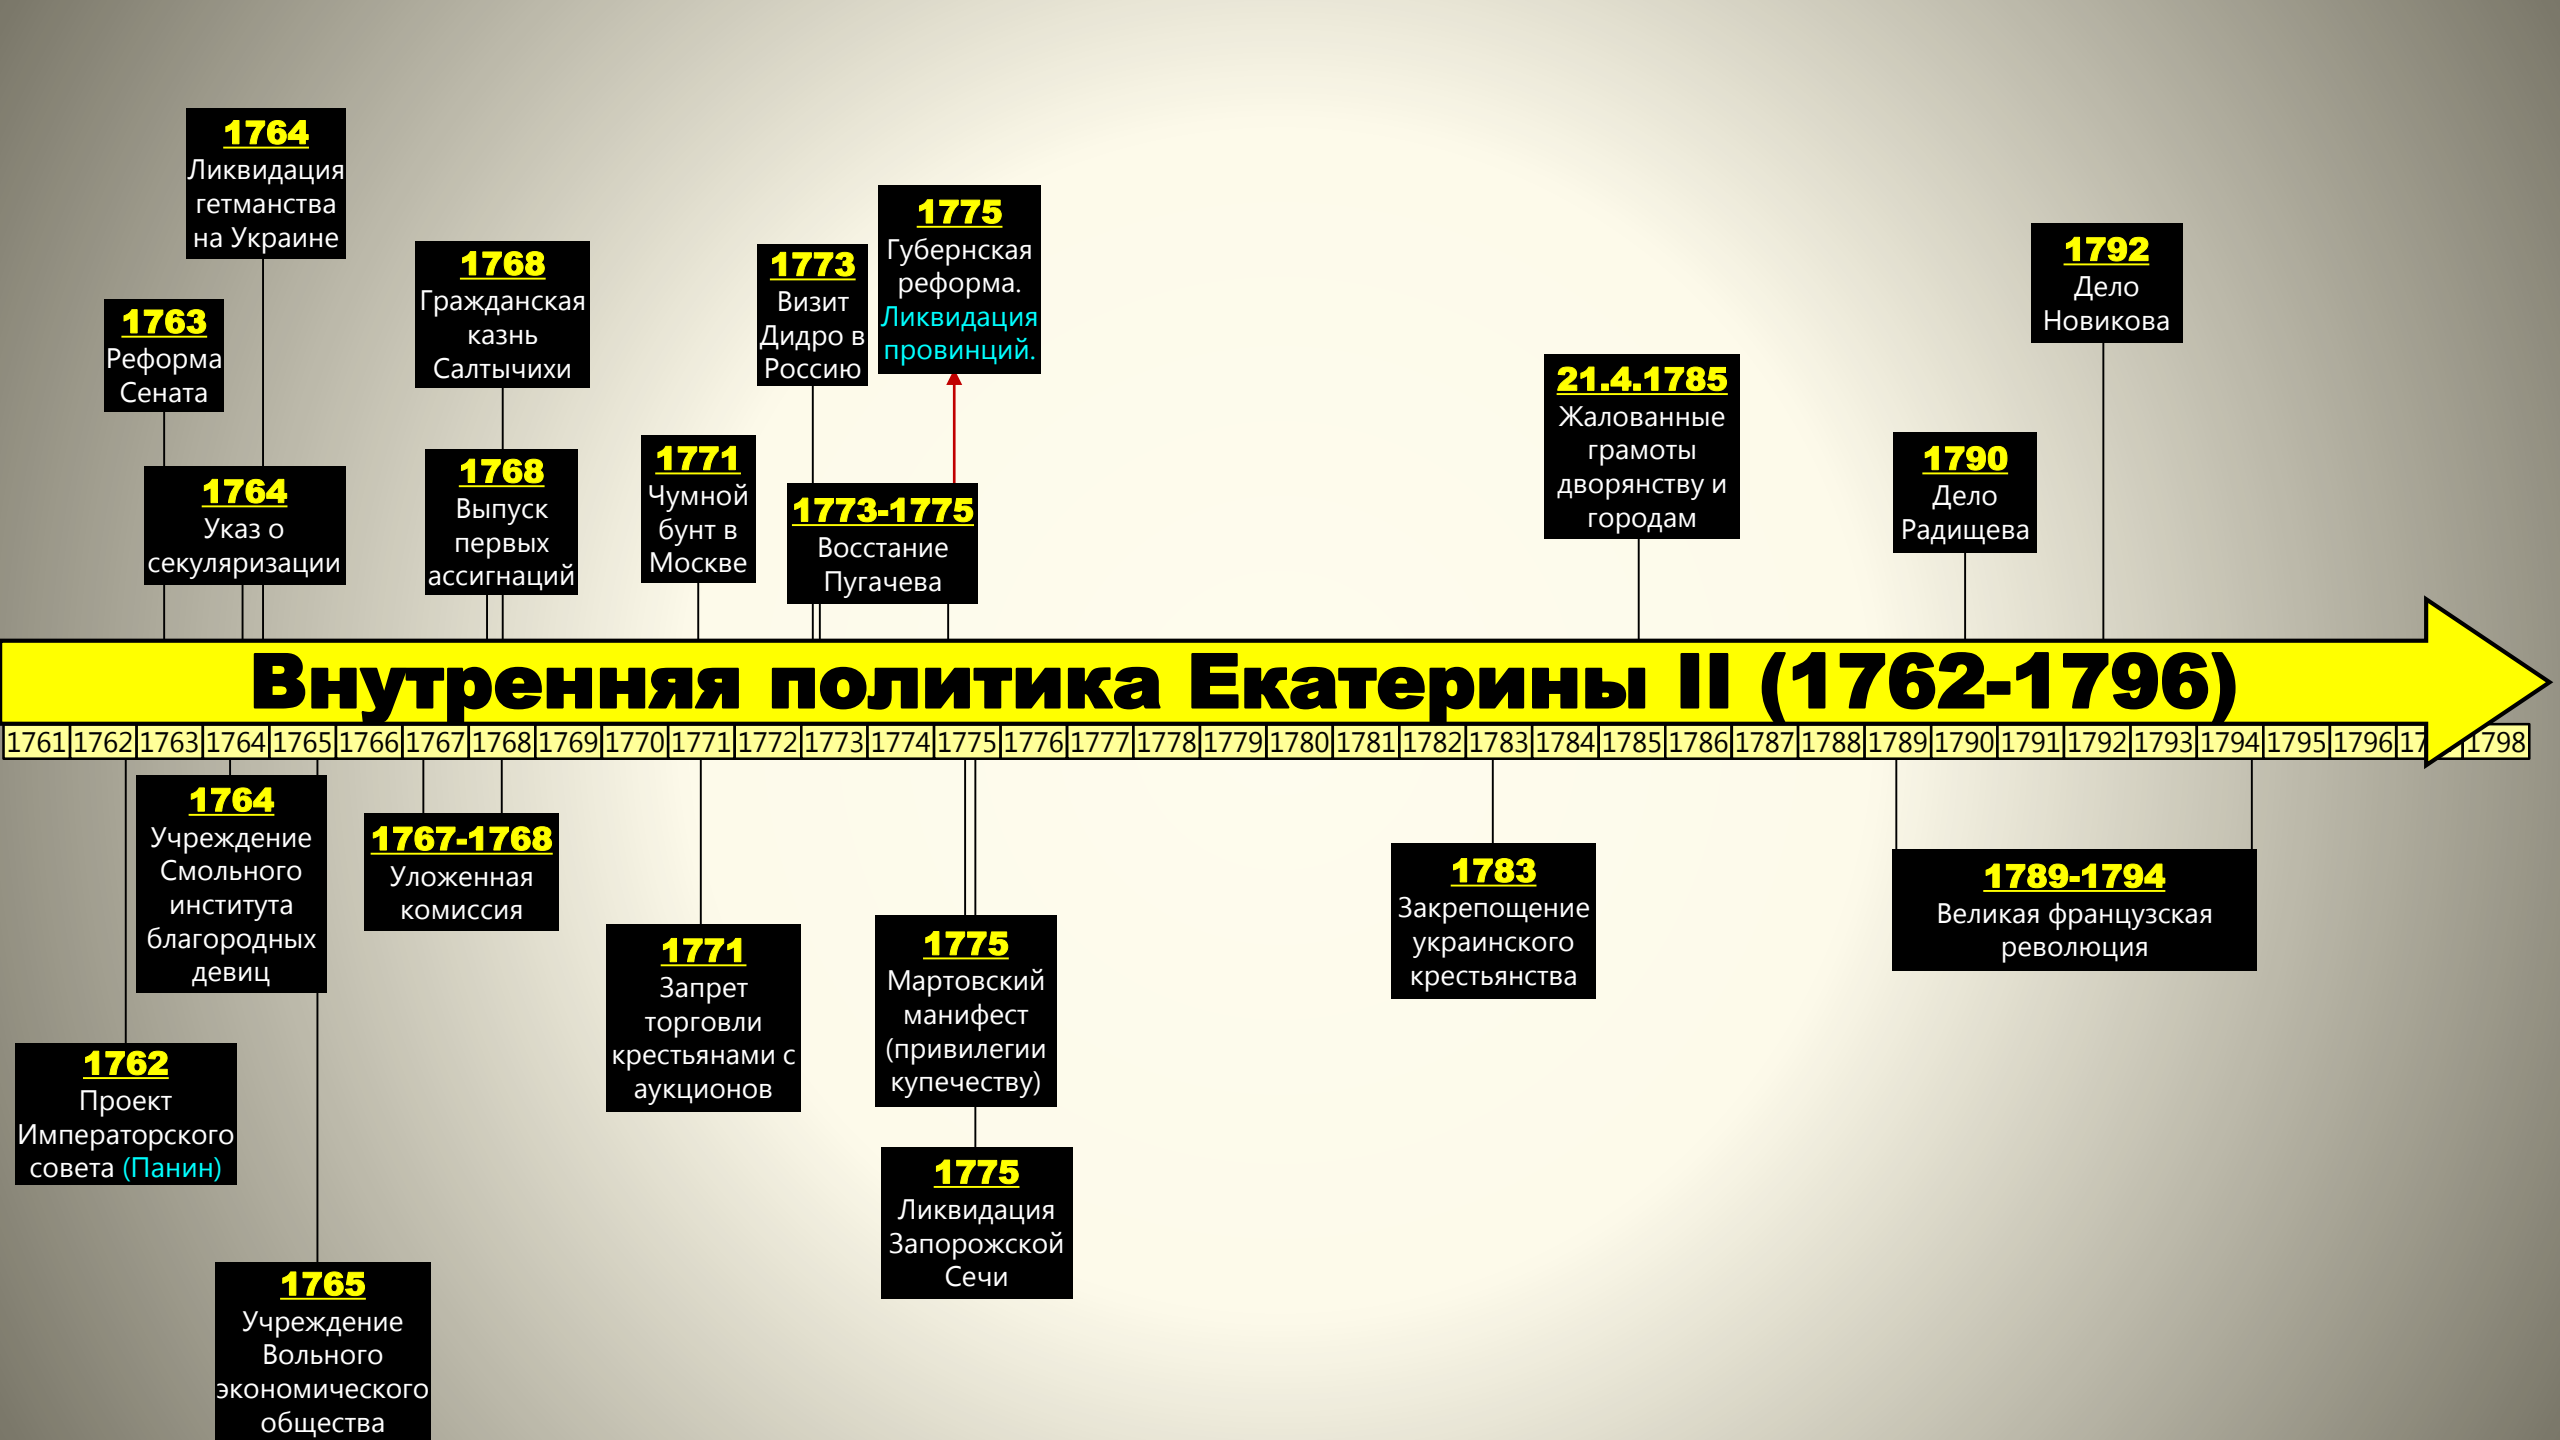 1764
Ликвидация
гетманства
на Украине
1763
Реформа
Сената
1764
Указ о
секуляризации
1768
Гражданская
казнь
Салтычихи
1768
Выпуск
первых
ассигнаций
1771
Чумной
бунт в
Москве
1773
Визит
Дидро в
Россию
1775
Губернская
реформа.
Ликвидация
провинций.
1773-1775
Восстание
Пугачева
21.4.1785
Жалованные
грамоты
дворянству и
городам
1790
Дело
Радищева
1792
Дело
Новикова
Внутренняя политика Екатерины II (1762-1796)
1761 1762 1763 1764 1765 1766 1767 1768 1769 1770 1771 1772 1773 1774 1775 1776 1777 1778 1779 1780 1781 1782 1783 1784 1785 1786 1787 1788 1789 1790 1791 1792 1793 1794 1795 1796 17 1798
1764
Учреждение
Смольного
института
благородных
девиц
1762
Проект
Императорского
совета (Панин)
1765
Учреждение
Вольного
экономического
общества
1767-1768
Уложенная
комиссия
1771
Запрет
торговли
крестьянами с
аукционов
1775
Мартовский
манифест
(привилегии
купечеству)
1775
Ликвидация
Запорожской
Сечи
1783
Закрепощение
украинского
крестьянства
1789-1794
Великая французская
революция